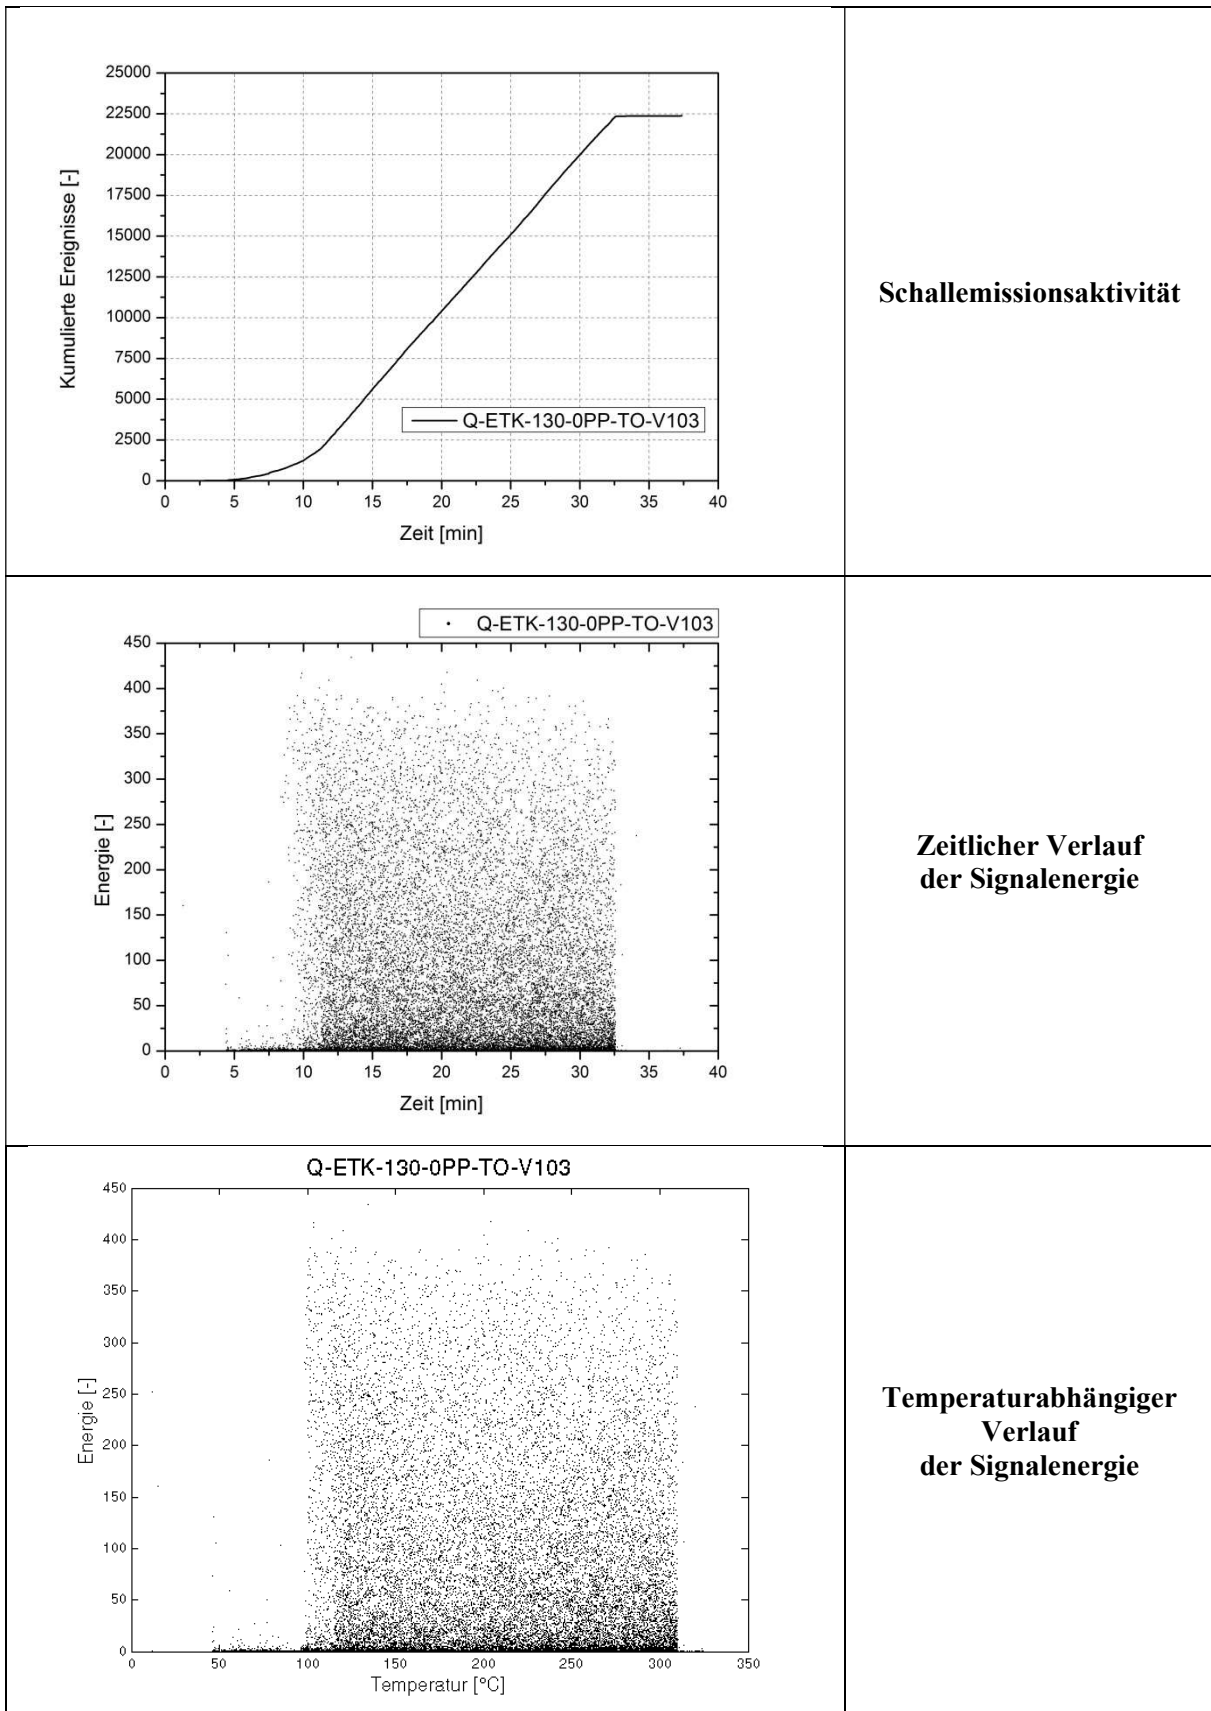 25000
22500
20000
17500
15000
12500
10000
7500
5000
2500
0
Kumulierte Ereignisse [-]
Q-ETK-130-0PP-TO-V103
0 5 10 15 20 25 30 35 40
Zeit [min]
Schallemissionsaktivität
Q-ETK-130-0PP-TO-V103
450
400
350
300
250
200
150
100
50
0
Energie [-]
0 5 10 15 20 25 30 35 40
Zeit [min]
Zeitlicher Verlauf
der Signalenergie
Q-ETK-130-0PP-TO-V103
450
400
350
300
250
200
150
100
50
0
Energie [-]
0 50 100 150 200 250 300 350
Temperatur [°C]
Temperaturabhängiger
Verlauf
der Signalenergie